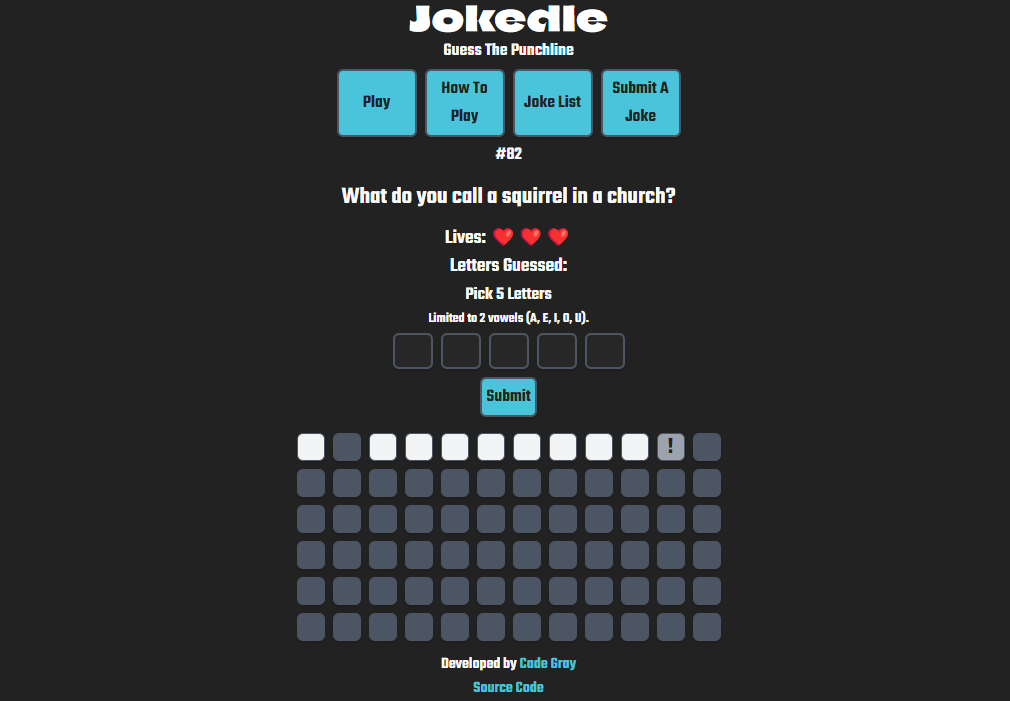 Jokedle
Guess The Punchline
Play
How To
Play
Joke List
Submit A
Joke
#82
What do you call a squirrel in a church?
Lives:
Letters Guessed:
Pick 5 Letters
Limited to 2 vowels (A, E, I, O, U).
Submit
!
Developed by Cade Gray
Source Code